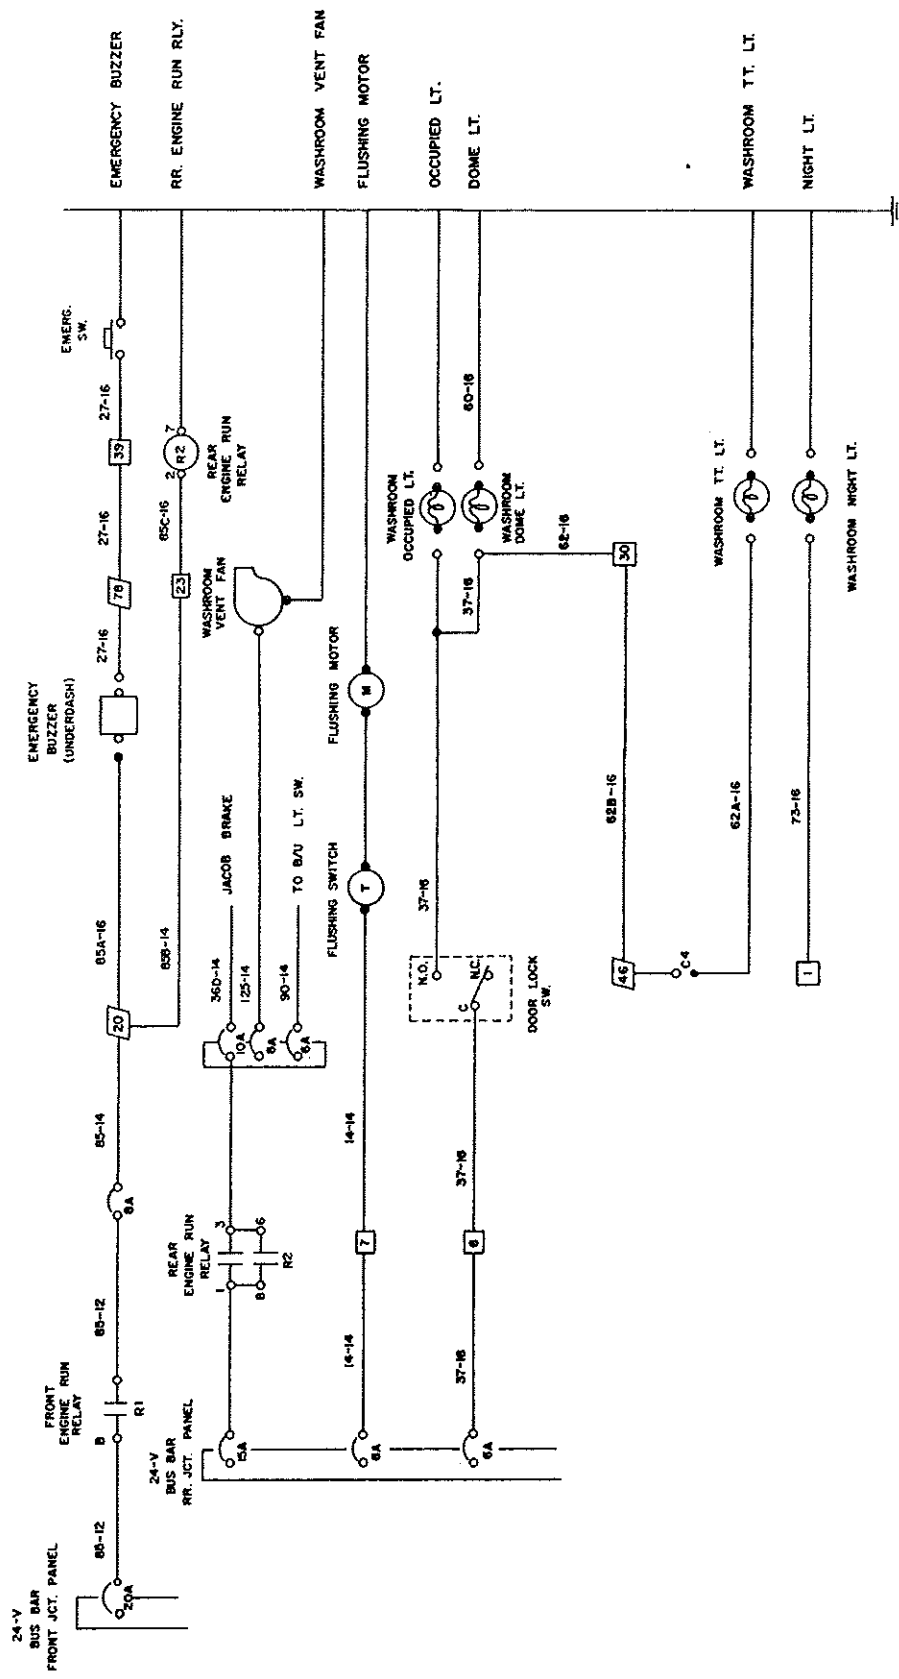 24-V
BUS BAR
FRONT JCT. PANEL
20A
85-12
FRONT
ENGINE RUN
RELAY
8
R1
85-12
8A
85-14
20
85A-16
EMERGENCY
BUZZER
(UNDERDASH)
27-16
78
27-16
39
27-16
EMERG.
SW.
EMERGENCY BUZZER
85B-14
23
85C-16
2
R2
7
REAR
ENGINE RUN
RELAY
RR. ENGINE RUN RLY.
24-V
BUS BAR
RR. JCT. PANEL
15A
REAR
ENGINE RUN
RELAY
1
3
8
6
R2
10A
36D-14
JACOB BRAKE
8A
125-14
WASHROOM
VENT FAN
WASHROOM VENT FAN
6A
90-14
TO B/U LT. SW.
8A
14-14
7
14-14
FLUSHING SWITCH
T
FLUSHING MOTOR
M
FLUSHING MOTOR
6A
37-16
8
37-16
C
N.O.
N.C.
DOOR LOCK
SW.
37-16
37-16
WASHROOM
OCCUPIED LT.
OCCUPIED LT.
WASHROOM
DOME LT.
60-16
DOME LT.
62-16
30
62B-16
46
C4
62A-16
WASHROOM TT. LT.
WASHROOM TT. LT.
1
73-16
WASHROOM NIGHT LT.
NIGHT LT.